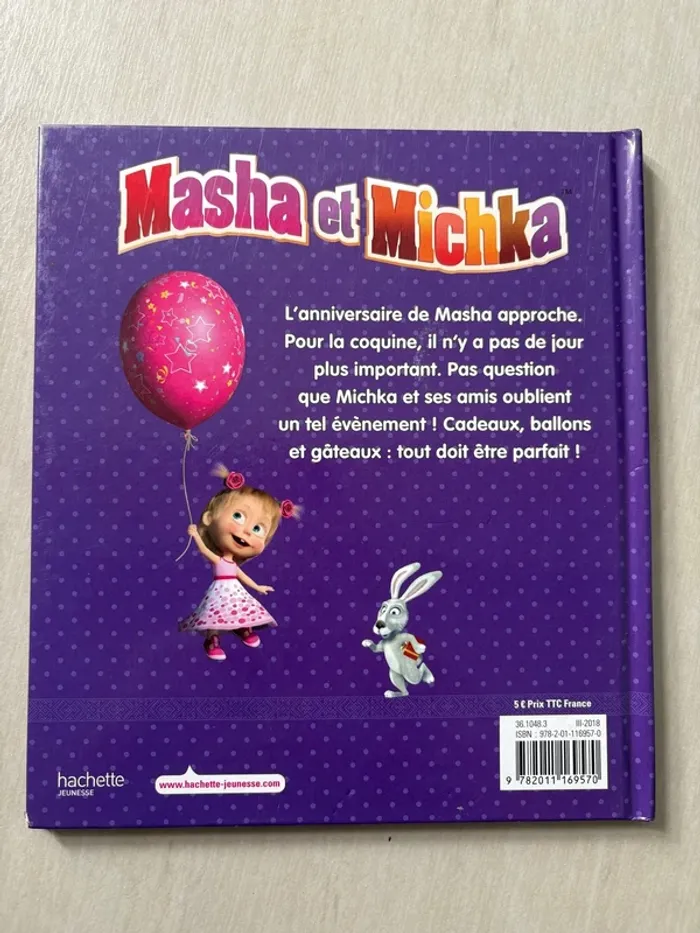 Masha et Michka
TM
L'anniversaire de Masha approche.
Pour la coquine, il n'y a pas de jour
plus important. Pas question
que Michka et ses amis oublient
un tel évènement ! Cadeaux, ballons
et gâteaux : tout doit être parfait !
5 € Prix TTC France
36.1048.3 III-2018
ISBN : 978-2-01-116957-0
9 782011 169570
hachette
JEUNESSE
www.hachette-jeunesse.com